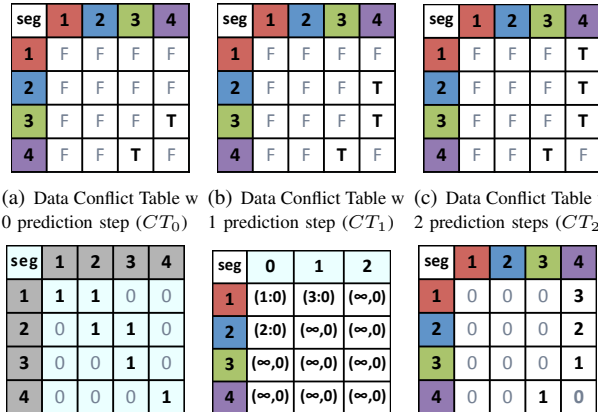 seg 1 2 3 4
1 F F F F
2 F F F F
3 F F F T
4 F F T F
seg 1 2 3 4
1 F F F F
2 F F F T
3 F F F T
4 F F T F
seg 1 2 3 4
1 F F F T
2 F F F T
3 F F F T
4 F F T F
(a) Data Conflict Table w
0 prediction step (CT0)
(b) Data Conflict Table w
1 prediction step (CT1)
(c) Data Conflict Table
2 prediction steps (CT2
seg 1 2 3 4
1 1 1 0 0
2 0 1 1 0
3 0 0 1 0
4 0 0 0 1
seg 0 1 2
1 (1:0) (3:0) (∞,0)
2 (2:0) (∞,0) (∞,0)
3 (∞,0) (∞,0) (∞,0)
4 (∞,0) (∞,0) (∞,0)
seg 1 2 3 4
1 0 0 0 3
2 0 0 0 2
3 0 0 0 1
4 0 0 1 0